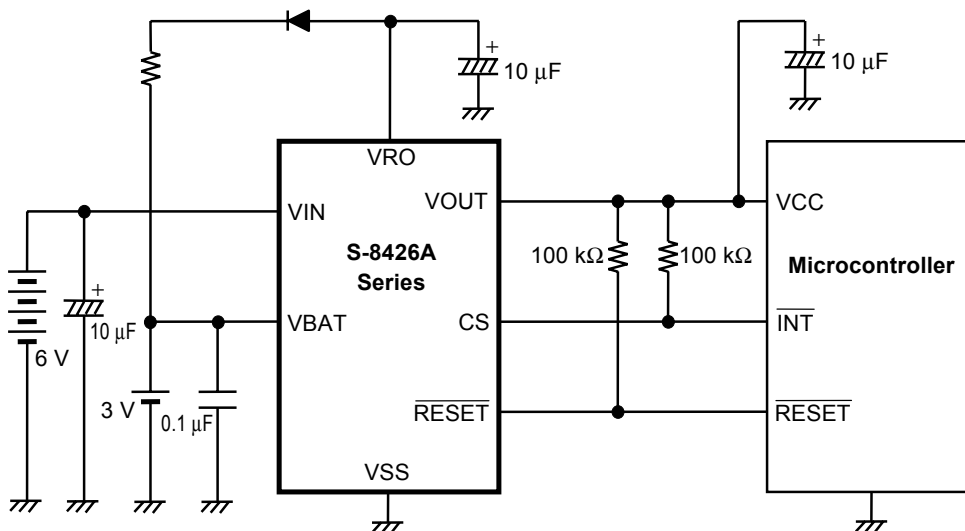 +
10 µF
+
10 µF
VRO
VIN
VOUT
VCC
S-8426A
Series
100 kΩ
100 kΩ
Microcontroller
+
10 µF
6 V
VBAT
CS
INT
3 V
0.1 µF
RESET
RESET
VSS